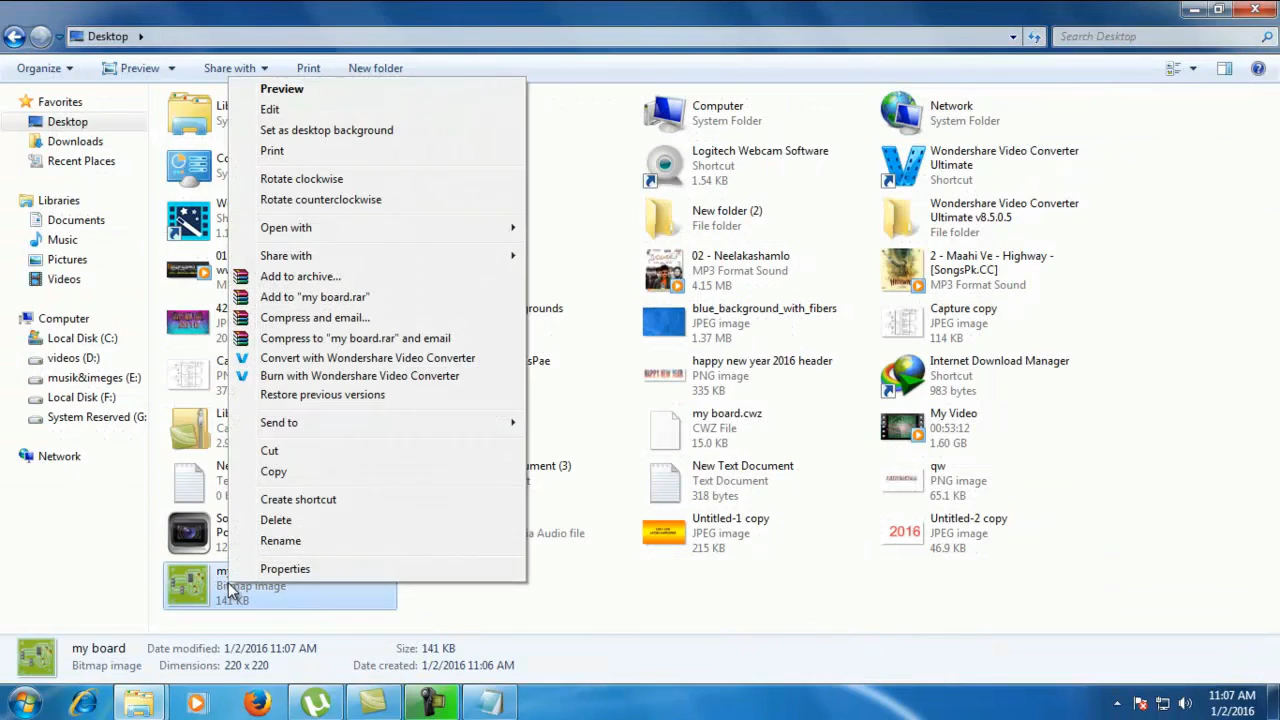 Desktop
Search Desktop
Organize Preview Share with Print New folder
Favorites
Desktop
Downloads
Recent Places
Libraries
Documents
Music
Pictures
Videos
Computer
Local Disk (C:)
videos (D:)
musik&imeges (E:)
Local Disk (F:)
System Reserved (G:
Network
Preview
Edit
Set as desktop background
Print
Rotate clockwise
Rotate counterclockwise
Open with
Share with
Add to archive...
Add to "my board.rar"
Compress and email...
Compress to "my board.rar" and email
Convert with Wondershare Video Converter
Burn with Wondershare Video Converter
Restore previous versions
Send to
Cut
Copy
Create shortcut
Delete
Rename
Properties
Bitmap image
141 KB
Computer
System Folder
Logitech Webcam Software
Shortcut
1.54 KB
New folder (2)
File folder
02 - Neelakashamlo
MP3 Format Sound
4.15 MB
blue_background_with_fibers
JPEG image
1.37 MB
happy new year 2016 header
PNG image
335 KB
my board.cwz
CWZ File
15.0 KB
New Text Document
Text Document
318 bytes
Untitled-1 copy
JPEG image
215 KB
Network
System Folder
Wondershare Video Converter
Ultimate
Shortcut
Wondershare Video Converter
Ultimate v8.5.0.5
File folder
2 - Maahi Ve - Highway -
[SongsPk.CC]
MP3 Format Sound
Capture copy
JPEG image
114 KB
Internet Download Manager
Shortcut
983 bytes
My Video
00:53:12
1.60 GB
qw
PNG image
65.1 KB
2016
Untitled-2 copy
JPEG image
46.9 KB
my board Date modified: 1/2/2016 11:07 AM Size: 141 KB
Bitmap image Dimensions: 220 x 220 Date created: 1/2/2016 11:06 AM
11:07 AM
1/2/2016